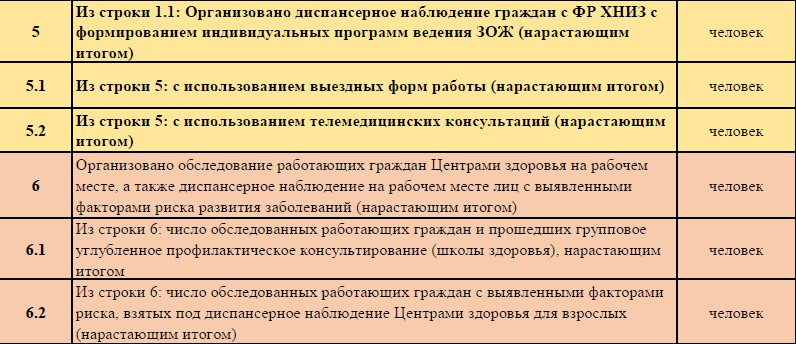 Из строки 1.1: Организовано диспансерное наблюдение граждан с ФР ХНИЗ с
5 формированием индивидуальных программ ведения ЗОЖ (нарастающим человек
итогом)
5.1 Из строки 5: с использованием выездных форм работы (нарастающим итогом) человек
Из строки 5: с использованием телемедицинских консультаций (нарастающим
5.2 человек
итогом)
Организовано обследование работающих граждан Центрами здоровья на рабочем
6 месте, а также диспансерное наблюдение на рабочем месте лиц с выявленными человек
факторами риска развития заболеваний (нарастающим итогом)
Из строки 6: число обследованных работающих граждан и прошедших групповое
6.1 углубленное профилактическое консультирование (школы здоровья), нарастающим человек
итогом
Из строки 6: число обследованных работающих граждан с выявленными факторами
6.2 риска, взятых под диспансерное наблюдение Центрами здоровья для взрослых человек
(нарастающим итогом)